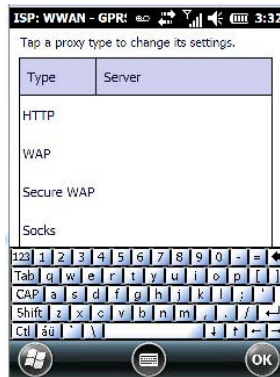 ISP: WWAN - GPR: 3:32
Tap a proxy type to change its settings.
Type Server
HTTP
WAP
Secure WAP
Socks
123 1 2 3 4 5 6 7 8 9 0 - =
Tab q w e r t y u i o p [ ]
CAP a s d f g h j k l ; '
Shift z x c v b n m , . /
Ctl áü ` \
OK